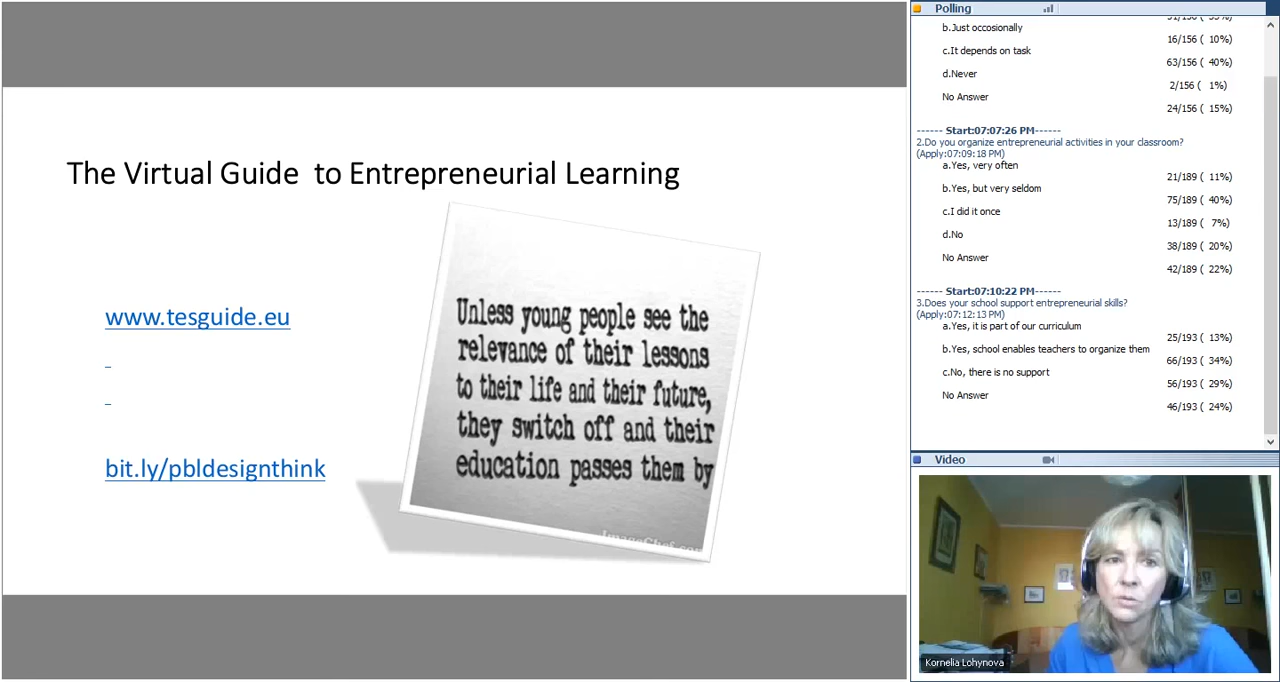 The Virtual Guide to Entrepreneurial Learning
www.tesguide.eu
bit.ly/pbldesignthink
Unless young people see the
relevance of their lessons
to their life and their future,
they switch off and their
education passes them by
Polling
b.Just occosionally
16/156 ( 10%)
c.It depends on task
63/156 ( 40%)
d.Never
2/156 ( 1%)
No Answer
24/156 ( 15%)
------ Start:07:07:26 PM------
2.Do you organize entrepreneurial activities in your classroom?
(Apply:07:09:18 PM)
a.Yes, very often
21/189 ( 11%)
b.Yes, but very seldom
75/189 ( 40%)
c.I did it once
13/189 ( 7%)
d.No
38/189 ( 20%)
No Answer
42/189 ( 22%)
------ Start:07:10:22 PM------
3.Does your school support entrepreneurial skills?
(Apply:07:12:13 PM)
a.Yes, it is part of our curriculum
25/193 ( 13%)
b.Yes, school enables teachers to organize them
66/193 ( 34%)
c.No, there is no support
56/193 ( 29%)
No Answer
46/193 ( 24%)
Video
Kornelia Lohynova